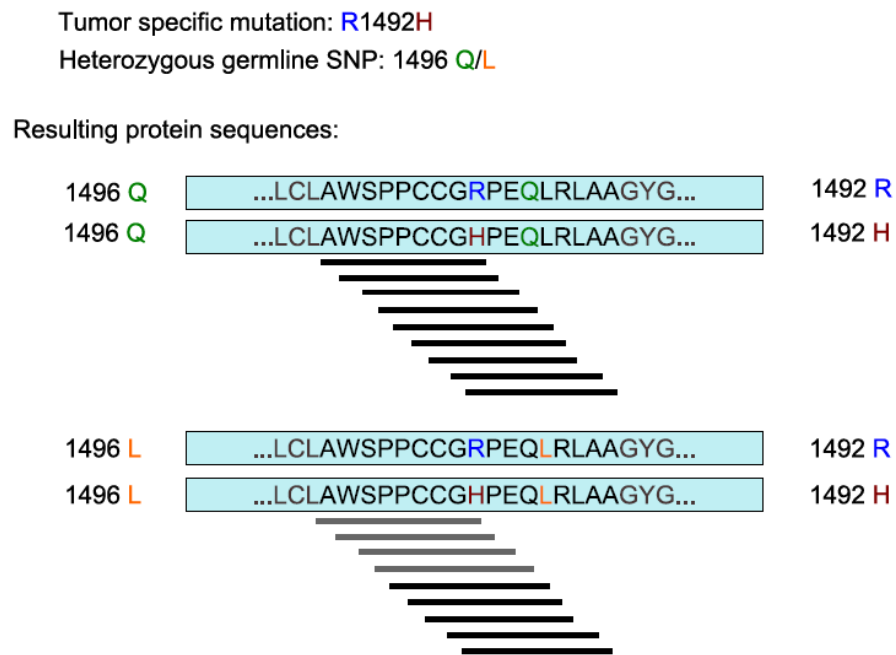 Tumor specific mutation: R1492H
Heterozygous germline SNP: 1496 Q/L
Resulting protein sequences:
1496 Q ...LCLAWSPPCCGRPEQLRLAAGYG... 1492 R
1496 Q ...LCLAWSPPCCGHPEQLRLAAGYG... 1492 H
1496 L ...LCLAWSPPCCGRPEQLRLAAGYG... 1492 R
1496 L ...LCLAWSPPCCGHPEQLRLAAGYG... 1492 H